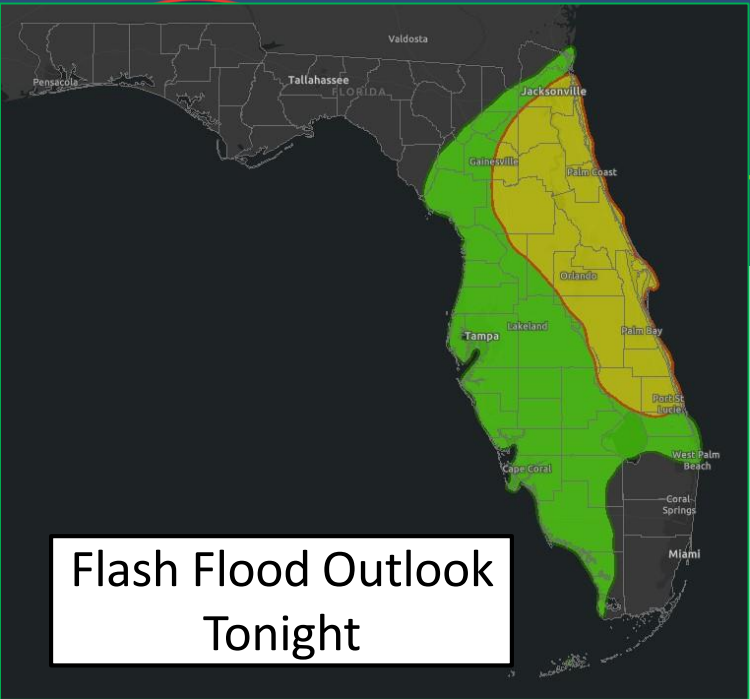 Valdosta
Pensacola
Tallahassee
FLORIDA
Jacksonville
Gainesville
Palm Coast
Orlando
Lakeland
Palm Bay
Tampa
Port St
Lucie
West Palm
Beach
Cape Coral
Coral
Springs
Miami
Flash Flood Outlook
Tonight